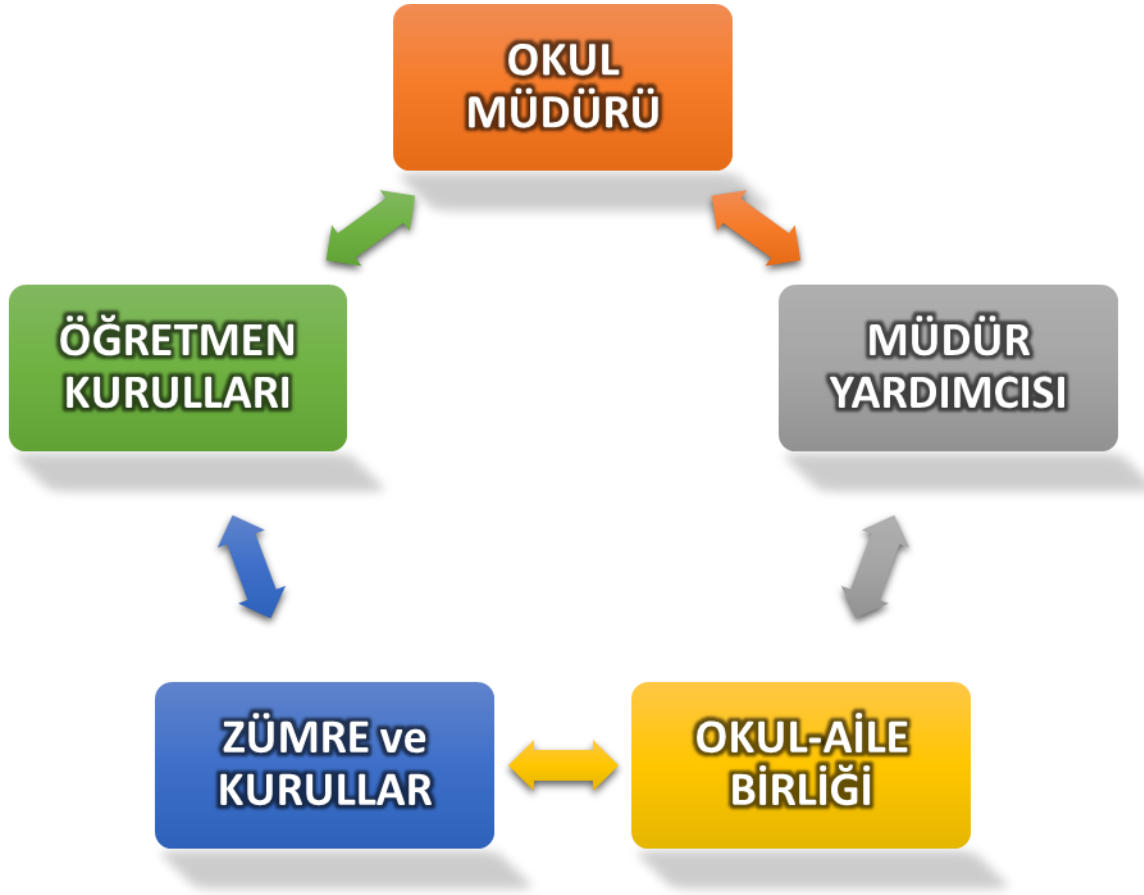 OKUL
MÜDÜRÜ
ÖĞRETMEN
KURULLARI
MÜDÜR
YARDIMCISI
ZÜMRE ve
KURULLAR
OKUL-AİLE
BİRLİĞİ